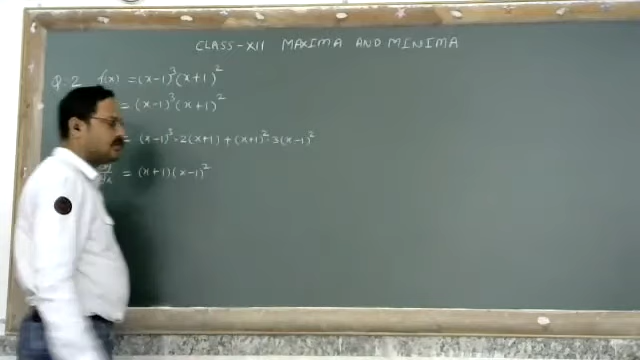 CLASS-XII MAXIMA AND MINIMA
Q.2 f(x) = (x-1)³(x+1)²
= (x-1)³(x+1)²
= (x-1)³·2(x+1) + (x+1)²·3(x-1)²
= (x+1)(x-1)²